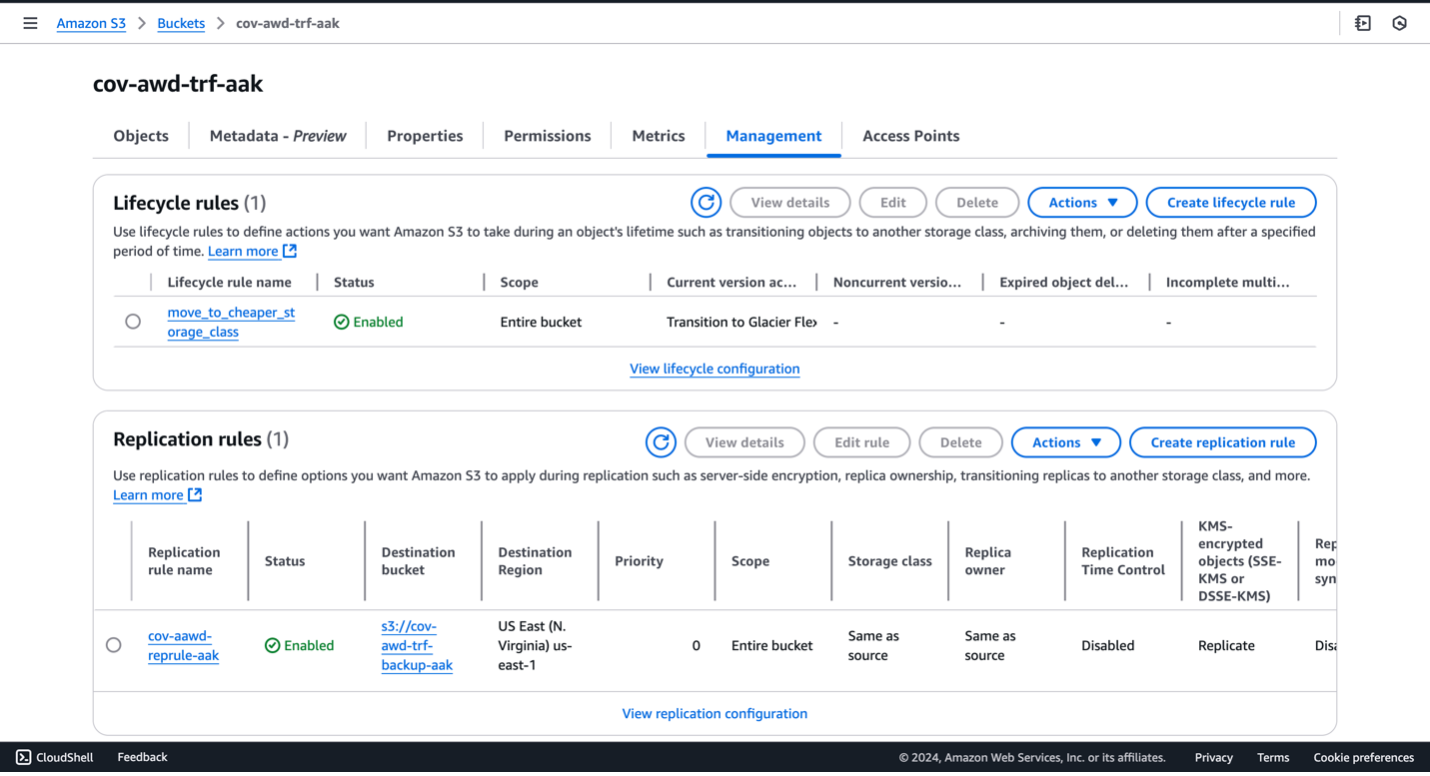 Amazon S3 > Buckets > cov-awd-trf-aak
cov-awd-trf-aak
Objects Metadata - Preview Properties Permissions Metrics Management Access Points
Lifecycle rules (1) View details Edit Delete Actions Create lifecycle rule
Use lifecycle rules to define actions you want Amazon S3 to take during an object's lifetime such as transitioning objects to another storage class, archiving them, or deleting them after a specified
period of time. Learn more
Lifecycle rule name Status Scope Current version ac... Noncurrent versio... Expired object del... Incomplete multi...
move_to_cheaper_st
orage_class
Enabled Entire bucket Transition to Glacier Flex - - -
View lifecycle configuration
Replication rules (1) View details Edit rule Delete Actions Create replication rule
Use replication rules to define options you want Amazon S3 to apply during replication such as server-side encryption, replica ownership, transitioning replicas to another storage class, and more.
Learn more
Replication
rule name
Status
Destination
bucket
Destination
Region
Priority
Scope
Storage class
Replica
owner
Replication
Time Control
KMS-
encrypted
objects (SSE-
KMS or
DSSE-KMS)
Rep
mo
syn
cov-aawd-
reprule-aak
Enabled
s3://cov-
awd-trf-
backup-aak
US East (N.
Virginia) us-
east-1
0
Entire bucket
Same as
source
Same as
source
Disabled
Replicate
Disa
View replication configuration
CloudShell Feedback © 2024, Amazon Web Services, Inc. or its affiliates. Privacy Terms Cookie preferences